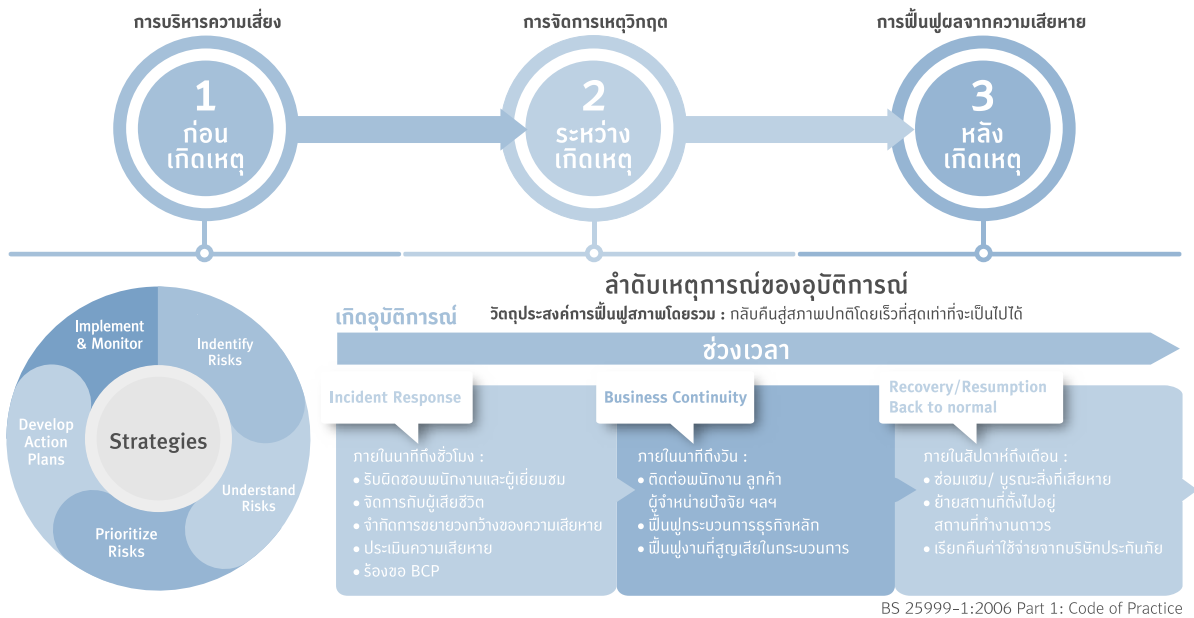 การบริหารความเสี่ยง
การจัดการเหตุวิกฤต
การฟื้นฟูผลจากความเสียหาย
1
ก่อน
เกิดเหตุ
2
ระหว่าง
เกิดเหตุ
3
หลัง
เกิดเหตุ
ลำดับเหตุการณ์ของอุบัติการณ์
เกิดอุบัติการณ์
วัตถุประสงค์การฟื้นฟูสภาพโดยรวม : กลับคืนสู่สภาพปกติโดยเร็วที่สุดเท่าที่จะเป็นไปได้
ช่วงเวลา
Implement
& Monitor
Indentify
Risks
Develop
Action
Plans
Strategies
Understand
Risks
Prioritize
Risks
Incident Response
ภายในนาทีถึงชั่วโมง :
• รับผิดชอบพนักงานและผู้เยี่ยมชม
• จัดการกับผู้เสียชีวิต
• จำกัดการขยายวงกว้างของความเสียหาย
• ประเมินความเสียหาย
• ร้องขอ BCP
Business Continuity
ภายในนาทีถึงวัน :
• ติดต่อพนักงาน ลูกค้า
ผู้จำหน่ายปัจจัย ฯลฯ
• ฟื้นฟูกระบวนการธุรกิจหลัก
• ฟื้นฟูงานที่สูญเสียในกระบวนการ
Recovery/Resumption
Back to normal
ภายในสัปดาห์ถึงเดือน :
• ซ่อมแซม/ บูรณะสิ่งที่เสียหาย
• ย้ายสถานที่ตั้งไปอยู่
สถานที่ทำงานถาวร
• เรียกคืนค่าใช้จ่ายจากบริษัทประกันภัย
BS 25999-1:2006 Part 1: Code of Practice